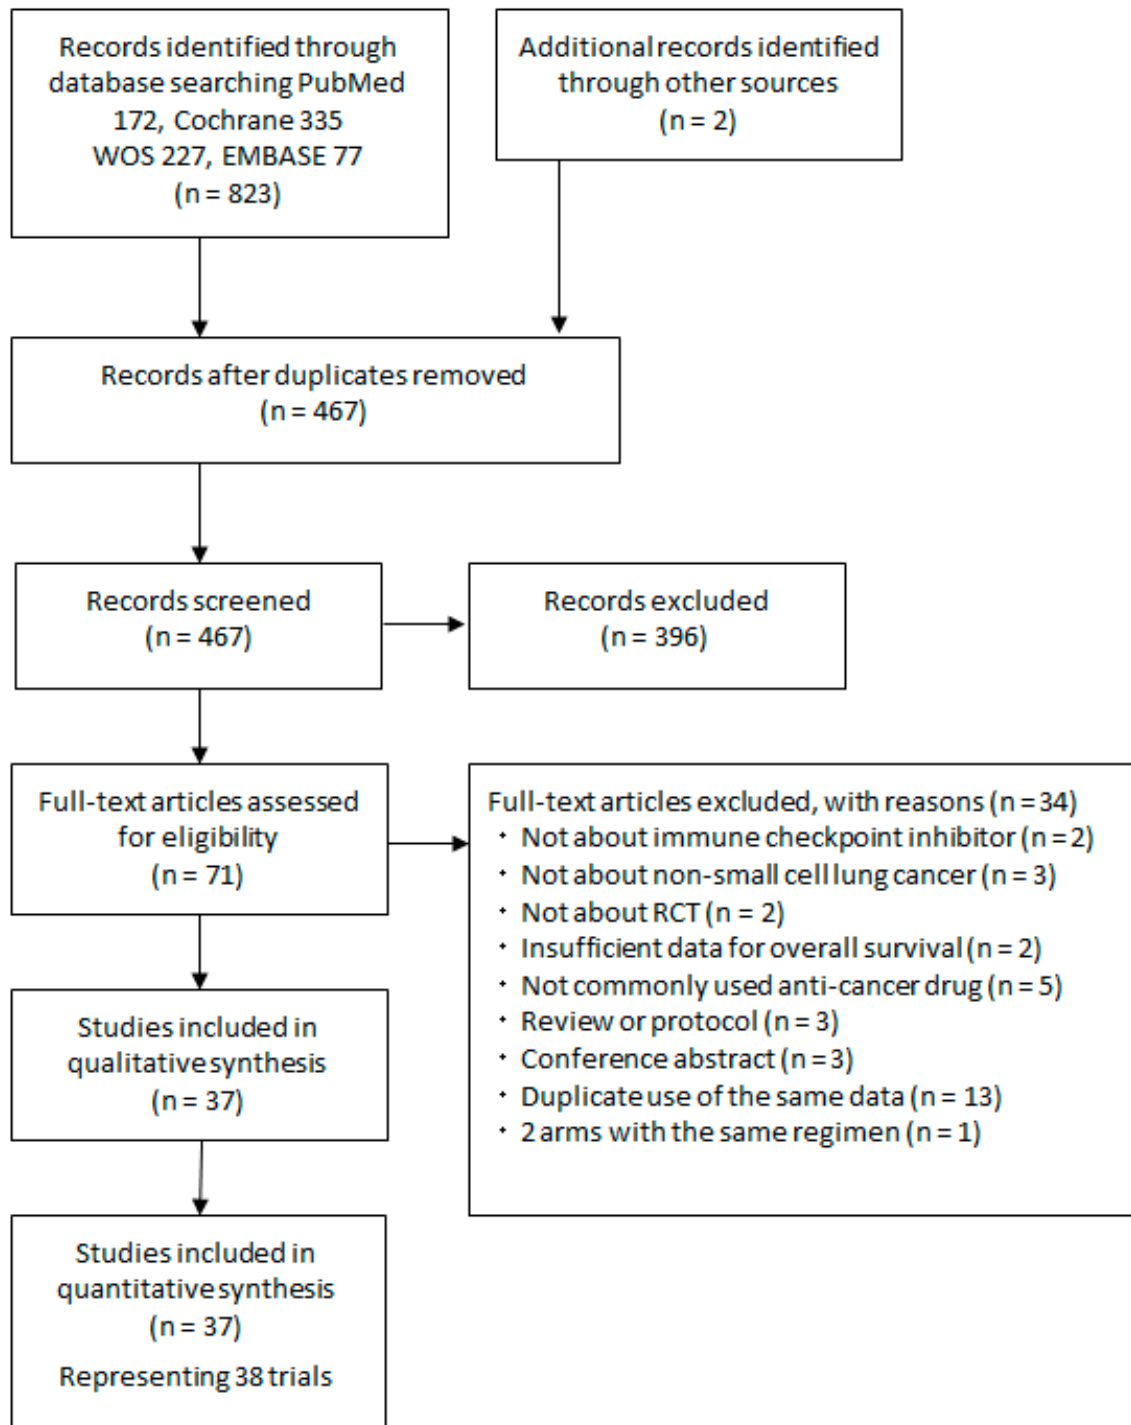 Records identified through
database searching PubMed
172, Cochrane 335
WOS 227, EMBASE 77
(n = 823)
Additional records identified
through other sources
(n = 2)
Records after duplicates removed
(n = 467)
Records screened
(n = 467)
Records excluded
(n = 396)
Full-text articles assessed
for eligibility
(n = 71)
Full-text articles excluded, with reasons (n = 34)
・ Not about immune checkpoint inhibitor (n = 2)
・ Not about non-small cell lung cancer (n = 3)
・ Not about RCT (n = 2)
・ Insufficient data for overall survival (n = 2)
・ Not commonly used anti-cancer drug (n = 5)
・ Review or protocol (n = 3)
・ Conference abstract (n = 3)
・ Duplicate use of the same data (n = 13)
・ 2 arms with the same regimen (n = 1)
Studies included in
qualitative synthesis
(n = 37)
Studies included in
quantitative synthesis
(n = 37)
Representing 38 trials